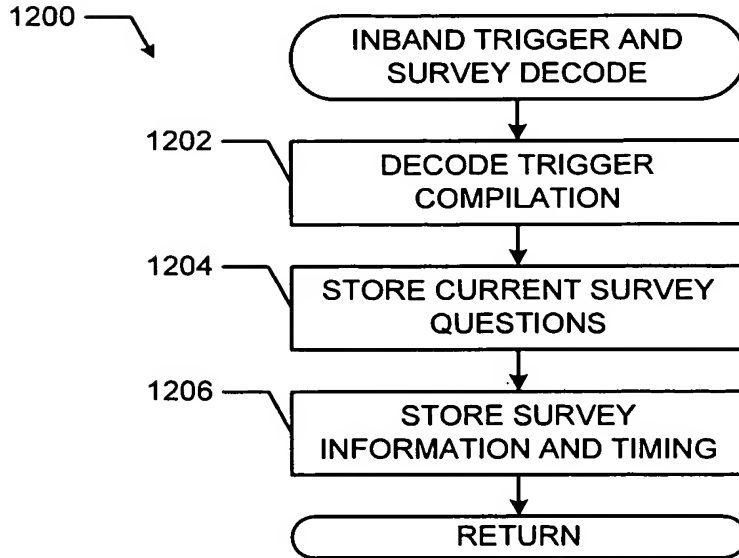 1200
INBAND TRIGGER AND
SURVEY DECODE
1202
DECODE TRIGGER
COMPILATION
1204
STORE CURRENT SURVEY
QUESTIONS
1206
STORE SURVEY
INFORMATION AND TIMING
RETURN